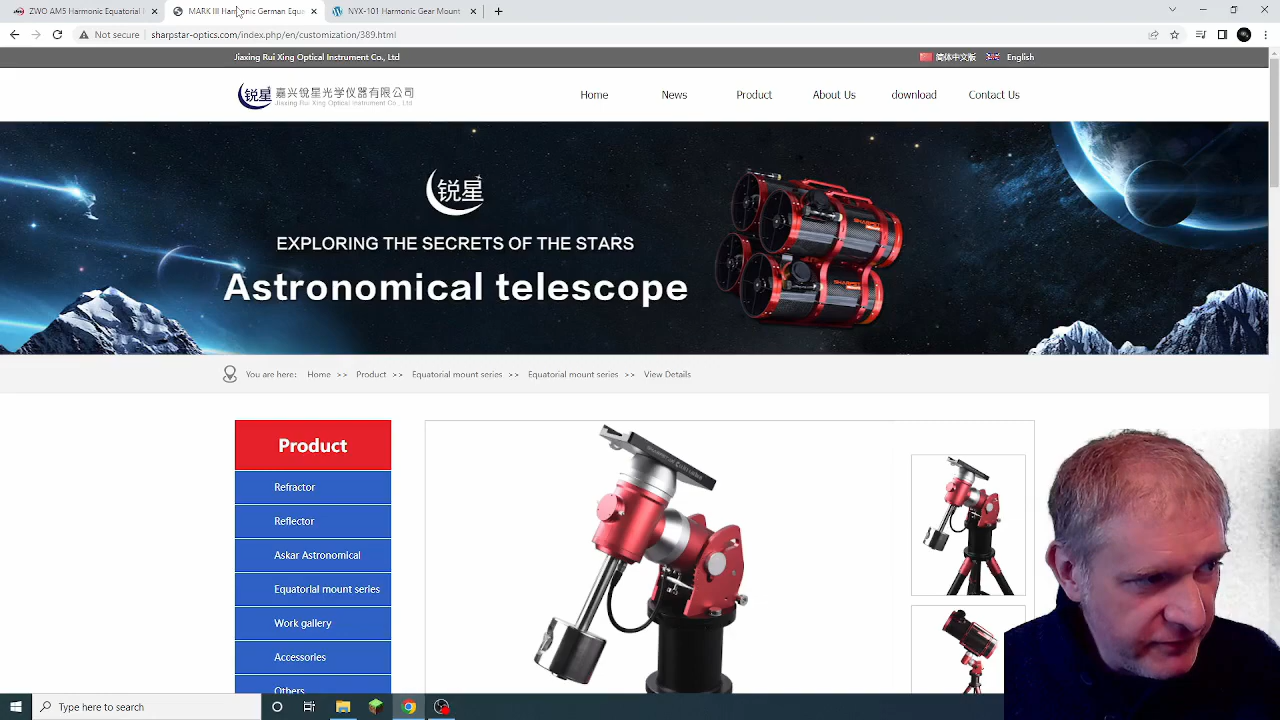 ZWO AM5 Harmonic Equatorial
MARK III Harmonic German Equ
NYX-101 Harmonic Gear Mount
Not secure
sharpstar-optics.com/index.php/en/customization/389.html
Jiaxing Rui Xing Optical Instrument Co., Ltd
简体中文版
English
锐星
嘉兴锐星光学仪器有限公司
Jiaxing Rui Xing Optical Instrument Co., Ltd
Home
News
Product
About Us
download
Contact Us
锐星
EXPLORING THE SECRETS OF THE STARS
Astronomical telescope
You are here: Home >> Product >> Equatorial mount series >> Equatorial mount series >> View Details
Product
Refractor
Reflector
Askar Astronomical
Equatorial mount series
Work gallery
Accessories
Others
Type here to search